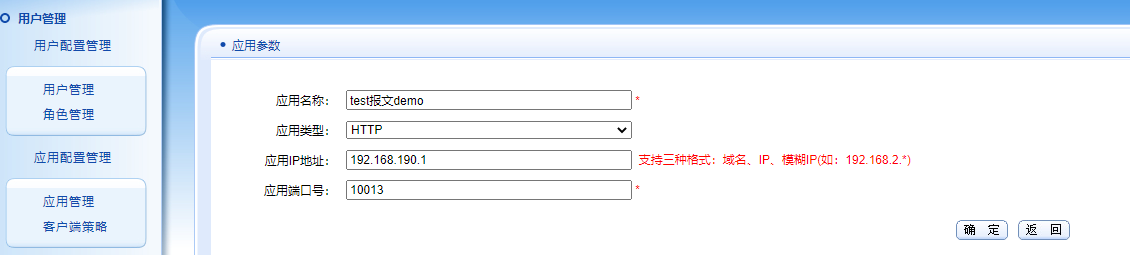 用户管理
用户配置管理
用户管理
角色管理
应用配置管理
应用管理
客户端策略
应用参数
应用名称： test报文demo *
应用类型： HTTP
应用IP地址： 192.168.190.1 支持三种格式：域名、IP、模糊IP(如：192.168.2.*)
应用端口号： 10013 *
确 定 返 回